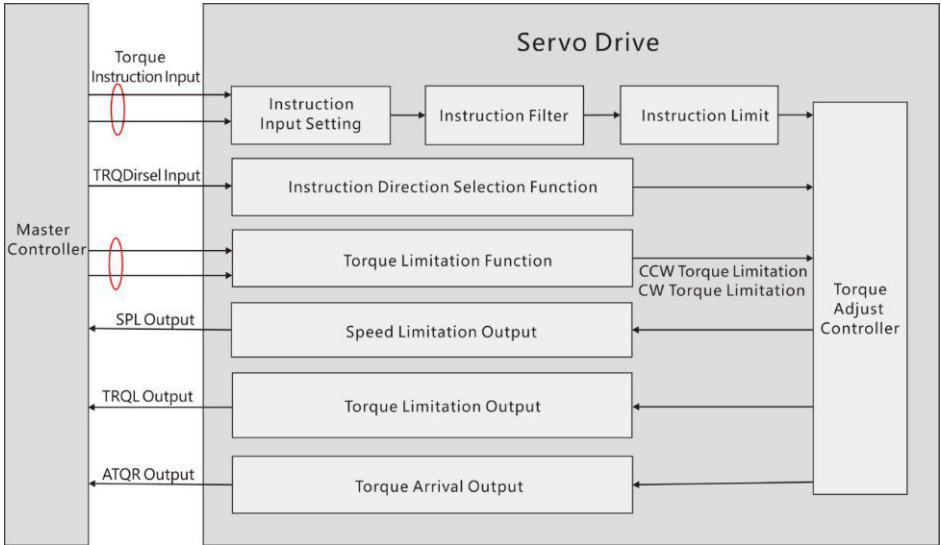 Servo Drive
Torque
Instruction Input
Instruction
Input Setting
Instruction Filter
Instruction Limit
TRQDirsel Input
Instruction Direction Selection Function
Master
Controller
Torque Limitation Function
CCW Torque Limitation
CW Torque Limitation
Torque
Adjust
Controller
SPL Output
Speed Limitation Output
TRQL Output
Torque Limitation Output
ATQR Output
Torque Arrival Output